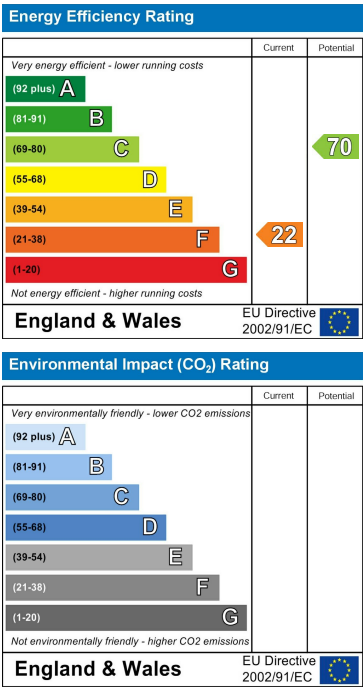 Energy Efficiency Rating
Current Potential
Very energy efficient - lower running costs
(92 plus) A
(81-91) B
(69-80) C
70
(55-68) D
(39-54) E
(21-38) F
22
(1-20) G
Not energy efficient - higher running costs
England & Wales
EU Directive
2002/91/EC
Environmental Impact (CO₂) Rating
Current Potential
Very environmentally friendly - lower CO2 emissions
(92 plus) A
(81-91) B
(69-80) C
(55-68) D
(39-54) E
(21-38) F
(1-20) G
Not environmentally friendly - higher CO2 emissions
England & Wales
EU Directive
2002/91/EC